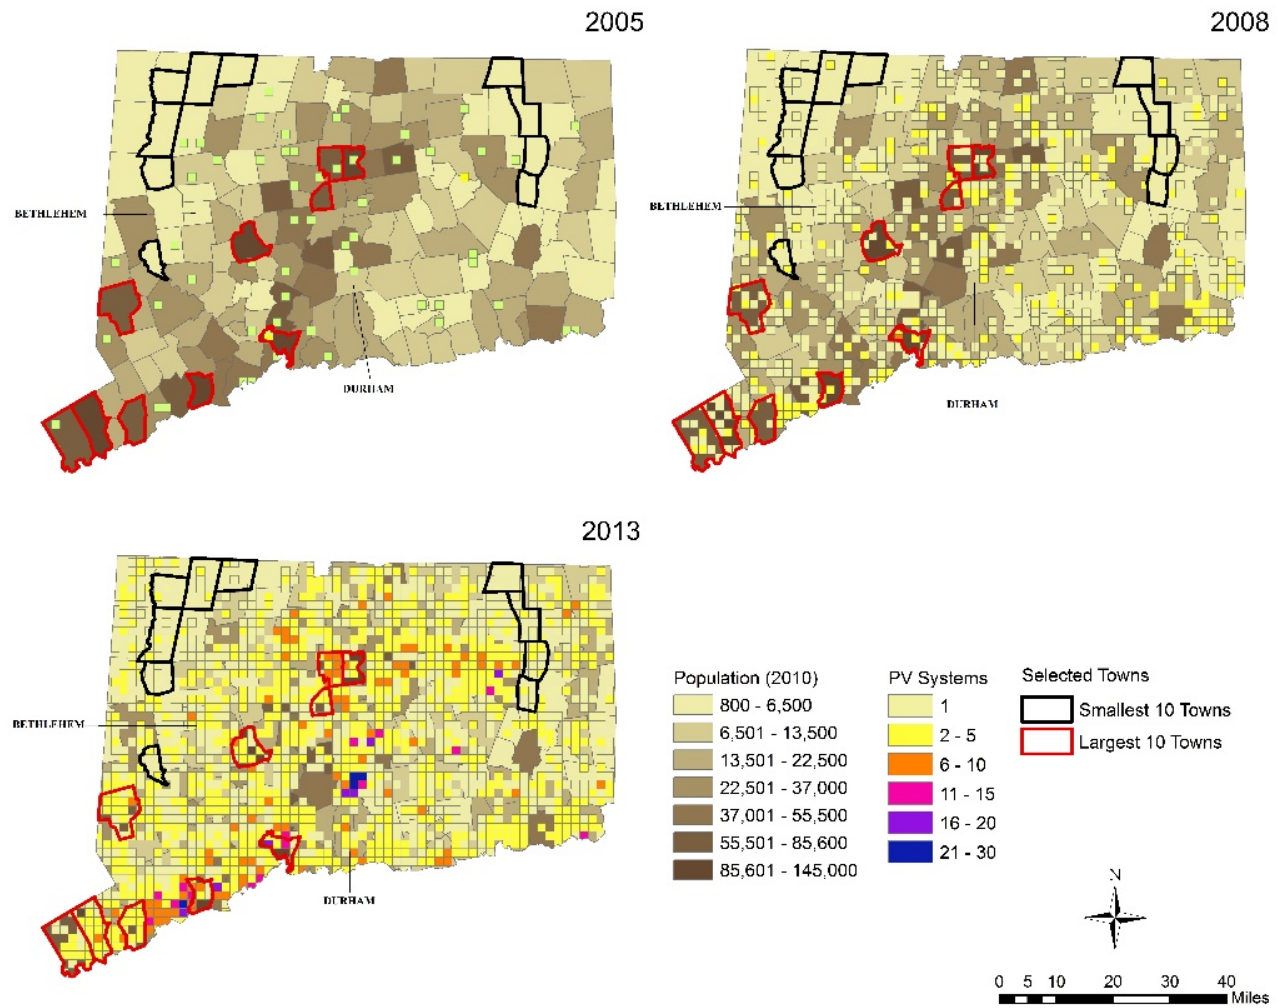 2005
2008
BETHLEHEM
BETHLEHEM
DURHAM
DURHAM
2013
BETHLEHEM
DURHAM
Population (2010)
800 - 6,500
6,501 - 13,500
13,501 - 22,500
22,501 - 37,000
37,001 - 55,500
55,501 - 85,600
85,601 - 145,000
PV Systems
1
2 - 5
6 - 10
11 - 15
16 - 20
21 - 30
Selected Towns
Smallest 10 Towns
Largest 10 Towns
N
0 5 10 20 30 40
Miles